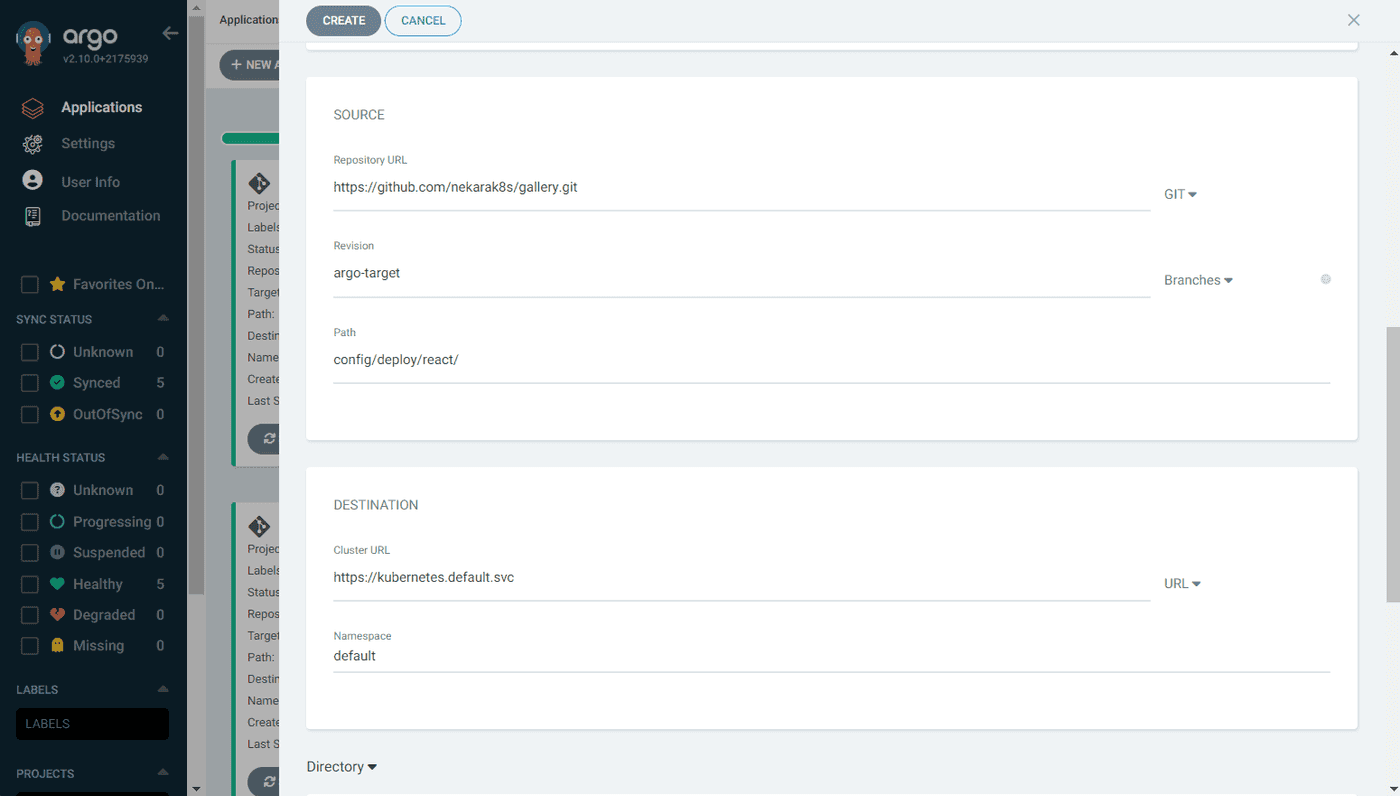 argo
v2.10.0+2175939
Applications
Settings
User Info
Documentation
Favorites On...
SYNC STATUS
Unknown 0
Synced 5
OutOfSync 0
HEALTH STATUS
Unknown 0
Progressing 0
Suspended 0
Healthy 5
Degraded 0
Missing 0
LABELS
LABELS
PROJECTS
Application
+ NEW A
Projec
Labels
Status
Repos
Target
Path:
Destin
Name
Create
Last S
Projec
Labels
Status
Repos
Target
Path:
Destin
Name
Create
Last S
CREATE CANCEL
SOURCE
Repository URL
https://github.com/nekarak8s/gallery.git
GIT
Revision
argo-target
Branches
Path
config/deploy/react/
DESTINATION
Cluster URL
https://kubernetes.default.svc
URL
Namespace
default
Directory